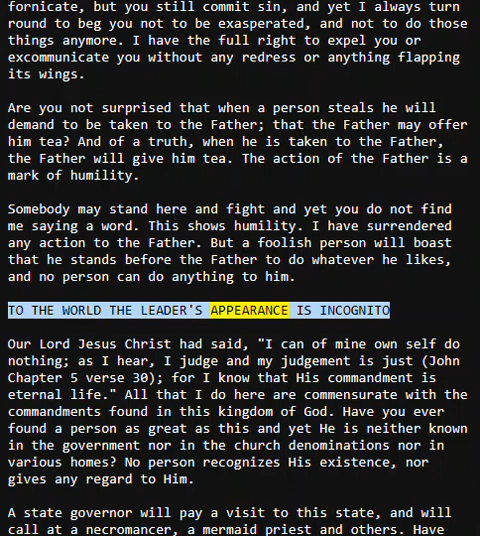 fornicate, but you still commit sin, and yet I always turn
round to beg you not to be exasperated, and not to do those
things anymore. I have the full right to expel you or
excommunicate you without any redress or anything flapping
its wings.
Are you not surprised that when a person steals he will
demand to be taken to the Father; that the Father may offer
him tea? And of a truth, when he is taken to the Father,
the Father will give him tea. The action of the Father is a
mark of humility.
Somebody may stand here and fight and yet you do not find
me saying a word. This shows humility. I have surrendered
any action to the Father. But a foolish person will boast
that he stands before the Father to do whatever he likes,
and no person can do anything to him.
TO THE WORLD THE LEADER'S APPEARANCE IS INCOGNITO
Our Lord Jesus Christ had said, "I can of mine own self do
nothing; as I hear, I judge and my judgement is just (John
Chapter 5 verse 30); for I know that His commandment is
eternal life." All that I do here are commensurate with the
commandments found in this kingdom of God. Have you ever
found a person as great as this and yet He is neither known
in the government nor in the church denominations nor in
various homes? No person recognizes His existence, nor
gives any regard to Him.
A state governor will pay a visit to this state, and will
call at a necromancer, a mermaid priest and others. Have